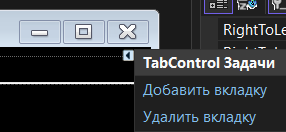 RightToLe
TabControl Задачи
Добавить вкладку
Удалить вкладку